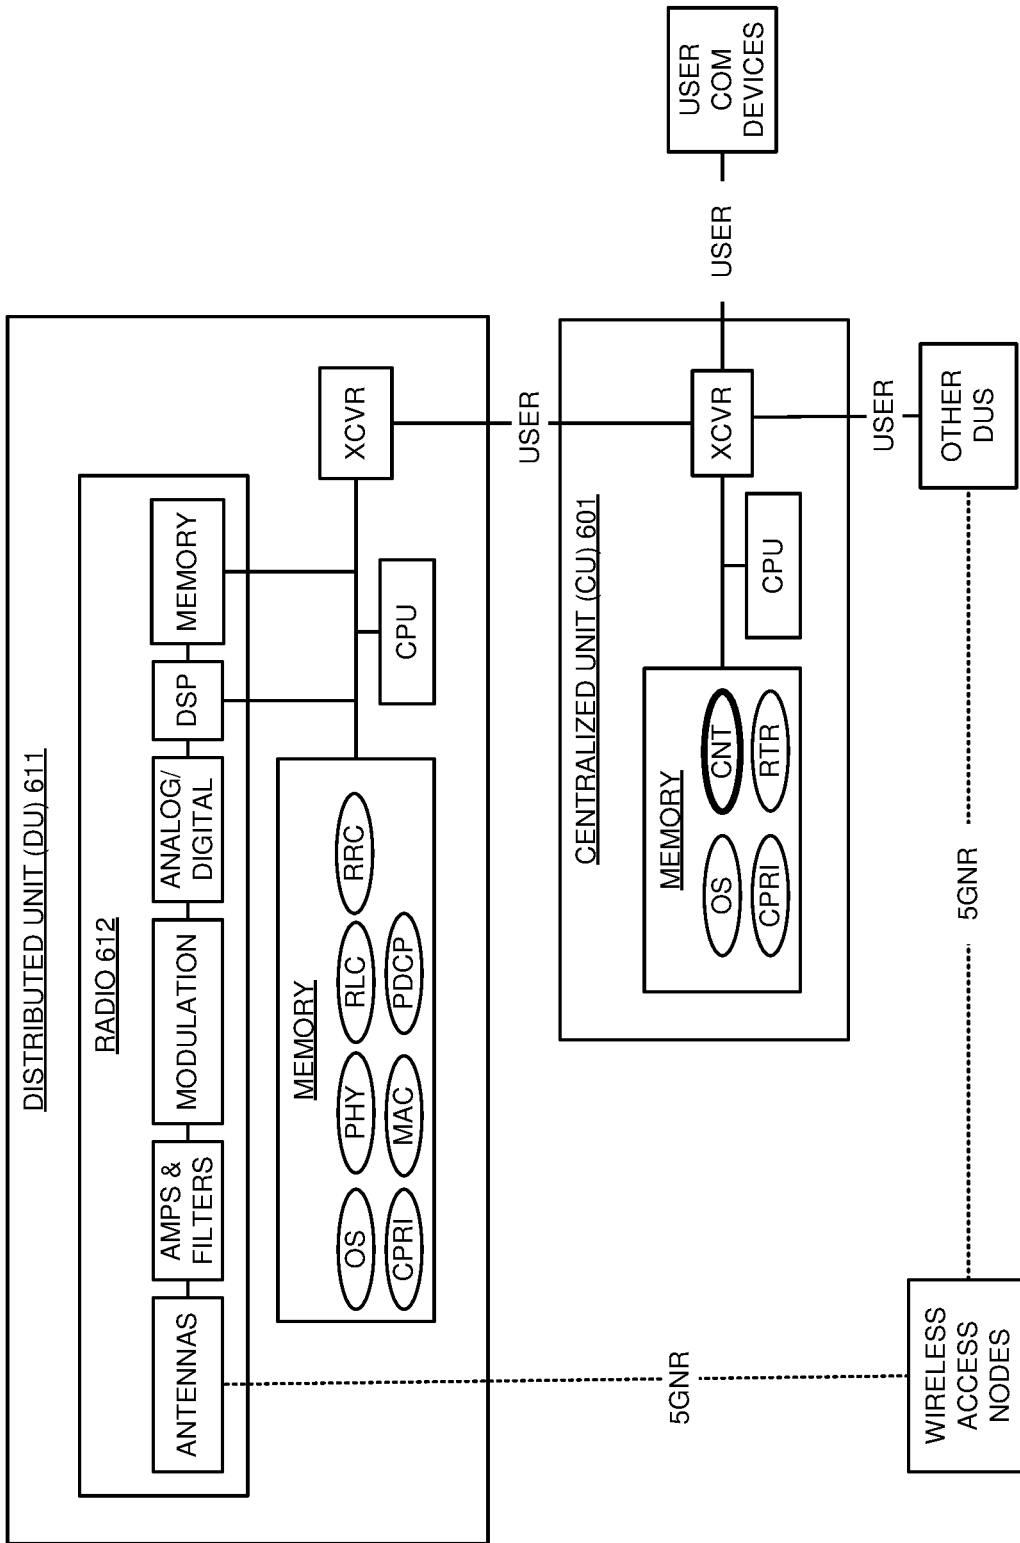 DISTRIBUTED UNIT (DU) 611
RADIO 612
ANTENNAS
AMPS &
FILTERS
MODULATION
ANALOG/
DIGITAL
DSP
MEMORY
MEMORY
OS
PHY
RLC
RRC
CPRI
MAC
PDCP
CPU
XCVR
USER
5GNR
CENTRALIZED UNIT (CU) 601
MEMORY
OS
CNT
CPRI
RTR
CPU
XCVR
USER
USER
COM
DEVICES
USER
WIRELESS
ACCESS
NODES
5GNR
OTHER
DUS